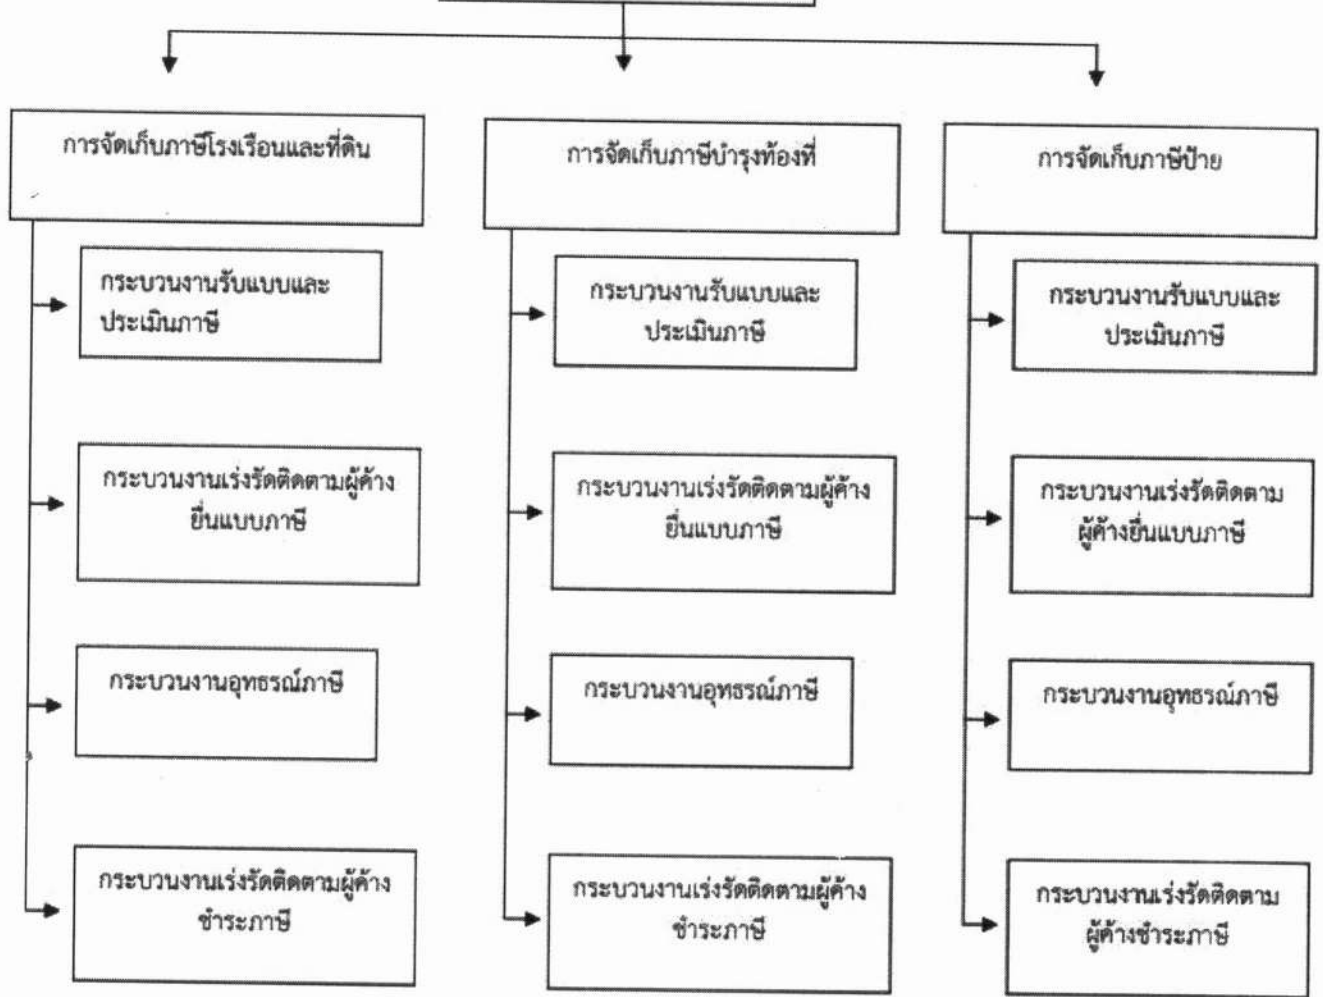 การจัดเก็บภาษีโรงเรือนและที่ดิน
กระบวนงานรับแบบและ
ประเมินภาษี
กระบวนงานเร่งรัดติดตามผู้ค้าง
ยื่นแบบภาษี
กระบวนงานอุทธรณ์ภาษี
กระบวนงานเร่งรัดติดตามผู้ค้าง
ชำระภาษี
การจัดเก็บภาษีบำรุงท้องที่
กระบวนงานรับแบบและ
ประเมินภาษี
กระบวนงานเร่งรัดติดตามผู้ค้าง
ยื่นแบบภาษี
กระบวนงานอุทธรณ์ภาษี
กระบวนงานเร่งรัดติดตามผู้ค้าง
ชำระภาษี
การจัดเก็บภาษีป้าย
กระบวนงานรับแบบและ
ประเมินภาษี
กระบวนงานเร่งรัดติดตาม
ผู้ค้างยื่นแบบภาษี
กระบวนงานอุทธรณ์ภาษี
กระบวนงานเร่งรัดติดตาม
ผู้ค้างชำระภาษี